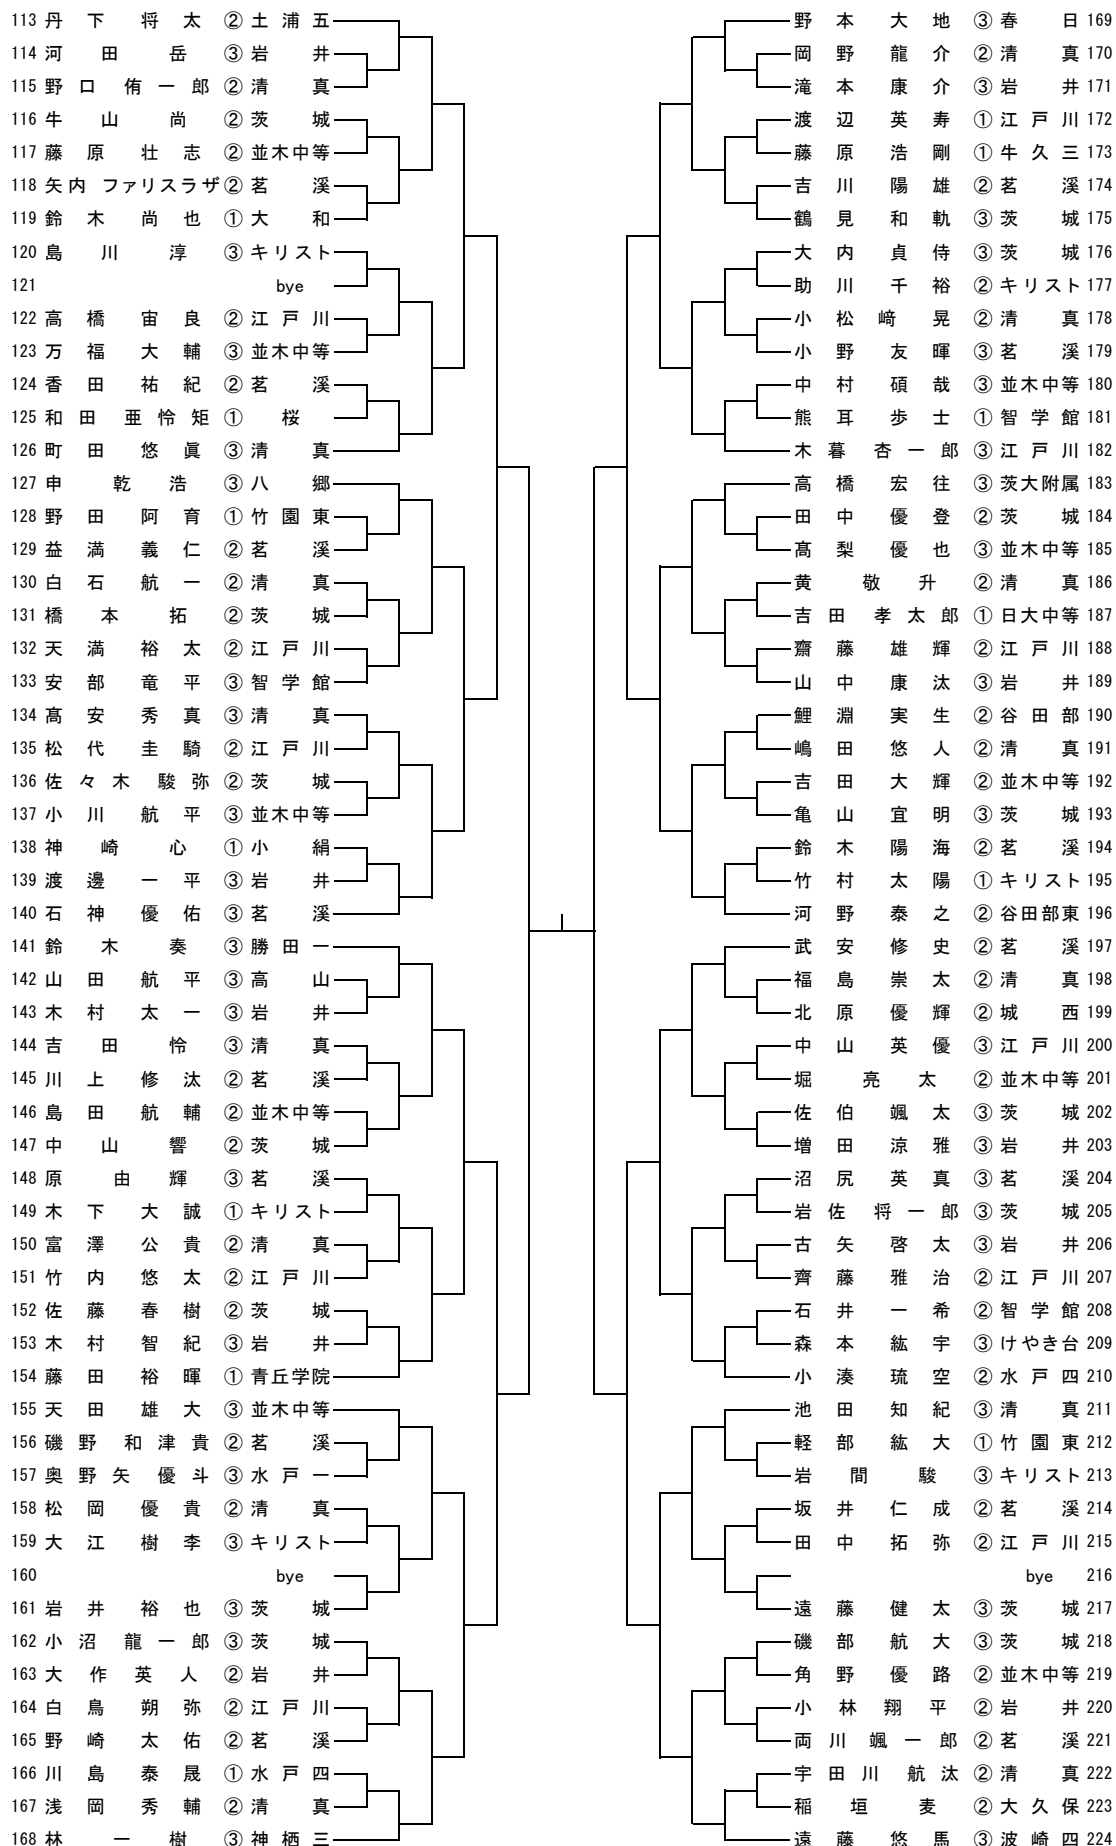 113 丹下 将太 ② 土浦五
114 河田 岳 ③ 岩井
115 野口 侑一郎 ② 清真
116 牛山 尚 ② 茨城
117 藤原 壮志 ② 並木中等
118 矢内 ファリスラザ ② 茗溪
119 鈴木 尚也 ① 大和
120 島川 淳 ③ キリスト
121 bye
122 高橋 宙良 ② 江戸川
123 万福 大輔 ③ 並木中等
124 香田 祐紀 ② 茗溪
125 和田 亜怜矩 ① 桜
126 町田 悠眞 ③ 清真
127 申 乾浩 ③ 八郷
128 野田 阿育 ① 竹園東
129 益満 義仁 ② 茗溪
130 白石 航一 ② 清真
131 橋本 拓 ② 茨城
132 天満 裕太 ② 江戸川
133 安部 竜平 ③ 智学館
134 髙安 秀真 ③ 清真
135 松代 圭騎 ② 江戸川
136 佐々木 駿弥 ② 茨城
137 小川 航平 ③ 並木中等
138 神崎 心 ① 小絹
139 渡邊 一平 ③ 岩井
140 石神 優佑 ③ 茗溪
141 鈴木 奏 ③ 勝田一
142 山田 航平 ③ 高山
143 木村 太一 ③ 岩井
144 吉田 怜 ③ 清真
145 川上 修汰 ② 茗溪
146 島田 航輔 ② 並木中等
147 中山 響 ② 茨城
148 原 由輝 ③ 茗溪
149 木下 大誠 ① キリスト
150 富澤 公貴 ② 清真
151 竹内 悠太 ② 江戸川
152 佐藤 春樹 ② 茨城
153 木村 智紀 ③ 岩井
154 藤田 裕暉 ① 青丘学院
155 天田 雄大 ③ 並木中等
156 磯野 和津貴 ② 茗溪
157 奥野矢 優斗 ③ 水戸一
158 松岡 優貴 ② 清真
159 大江 樹李 ③ キリスト
160 bye
161 岩井 裕也 ③ 茨城
162 小沼 龍一郎 ③ 茨城
163 大作 英人 ② 岩井
164 白鳥 朔弥 ② 江戸川
165 野崎 太佑 ② 茗溪
166 川島 泰晟 ① 水戸四
167 浅岡 秀輔 ② 清真
168 林 一樹 ③ 神栖三
野本 大地 ③ 春日 169
岡野 龍介 ② 清真 170
滝本 康介 ③ 岩井 171
渡辺 英寿 ① 江戸川 172
藤原 浩剛 ① 牛久三 173
吉川 陽雄 ② 茗溪 174
鶴見 和軌 ③ 茨城 175
大内 貞侍 ③ 茨城 176
助川 千裕 ② キリスト 177
小松﨑 晃 ② 清真 178
小野 友暉 ③ 茗溪 179
中村 碩哉 ③ 並木中等 180
熊耳 歩士 ① 智学館 181
木暮 杏一郎 ③ 江戸川 182
高橋 宏往 ③ 茨大附属 183
田中 優登 ② 茨城 184
髙梨 優也 ③ 並木中等 185
黄 敬升 ② 清真 186
吉田 孝太郎 ① 日大中等 187
齋藤 雄輝 ② 江戸川 188
山中 康汰 ③ 岩井 189
鯉淵 実生 ② 谷田部 190
嶋田 悠人 ② 清真 191
吉田 大輝 ② 並木中等 192
亀山 宜明 ③ 茨城 193
鈴木 陽海 ② 茗溪 194
竹村 太陽 ① キリスト 195
河野 泰之 ② 谷田部東 196
武安 修史 ② 茗溪 197
福島 崇太 ② 清真 198
北原 優輝 ② 城西 199
中山 英優 ③ 江戸川 200
堀 亮太 ② 並木中等 201
佐伯 颯太 ③ 茨城 202
増田 涼雅 ③ 岩井 203
沼尻 英真 ③ 茗溪 204
岩佐 将一郎 ③ 茨城 205
古矢 啓太 ③ 岩井 206
齊藤 雅治 ② 江戸川 207
石井 一希 ② 智学館 208
森本 紘宇 ③ けやき台 209
小湊 琉空 ② 水戸四 210
池田 知紀 ③ 清真 211
軽部 紘大 ① 竹園東 212
岩間 駿 ③ キリスト 213
坂井 仁成 ② 茗溪 214
田中 拓弥 ② 江戸川 215
bye 216
遠藤 健太 ③ 茨城 217
磯部 航大 ③ 茨城 218
角野 優路 ② 並木中等 219
小林 翔平 ② 岩井 220
両川 颯一郎 ② 茗溪 221
宇田川 航汰 ② 清真 222
稲垣 麦 ② 大久保 223
遠藤 悠馬 ③ 波崎四 224